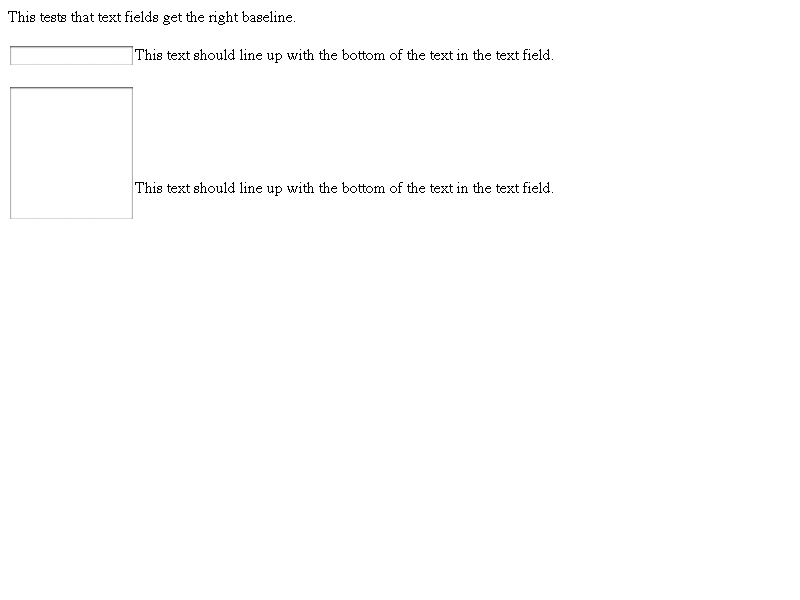 This tests that text fields get the right baseline.
This text should line up with the bottom of the text in the text field.
This text should line up with the bottom of the text in the text field.